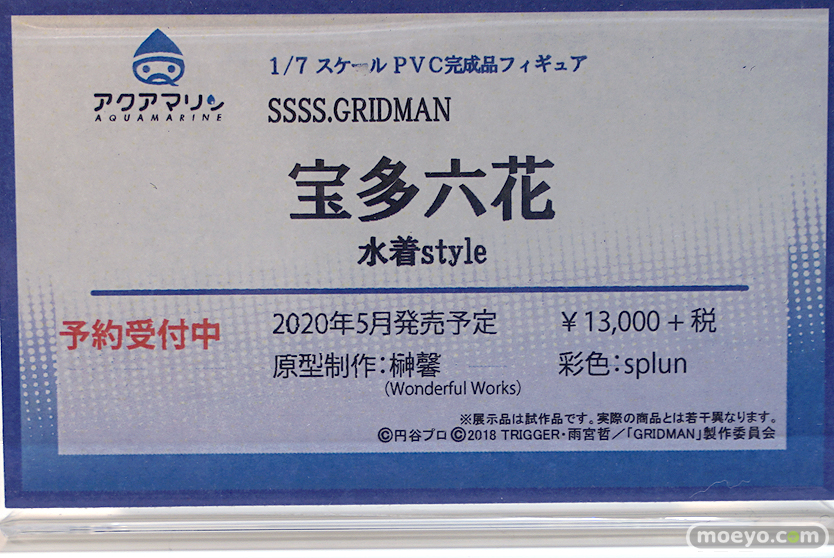 アクアマリン
AQUAMARINE
1/7 スケールPVC完成品フィギュア
SSSS.GRIDMAN
宝多六花
水着style
予約受付中
2020年5月発売予定 ￥13,000+税
原型制作：榊馨 彩色：splun
(Wonderful Works)
※展示品は試作品です。実際の商品とは若干異なります。
©円谷プロ ©2018 TRIGGER・雨宮哲／「GRIDMAN」製作委員会
moeyo.com